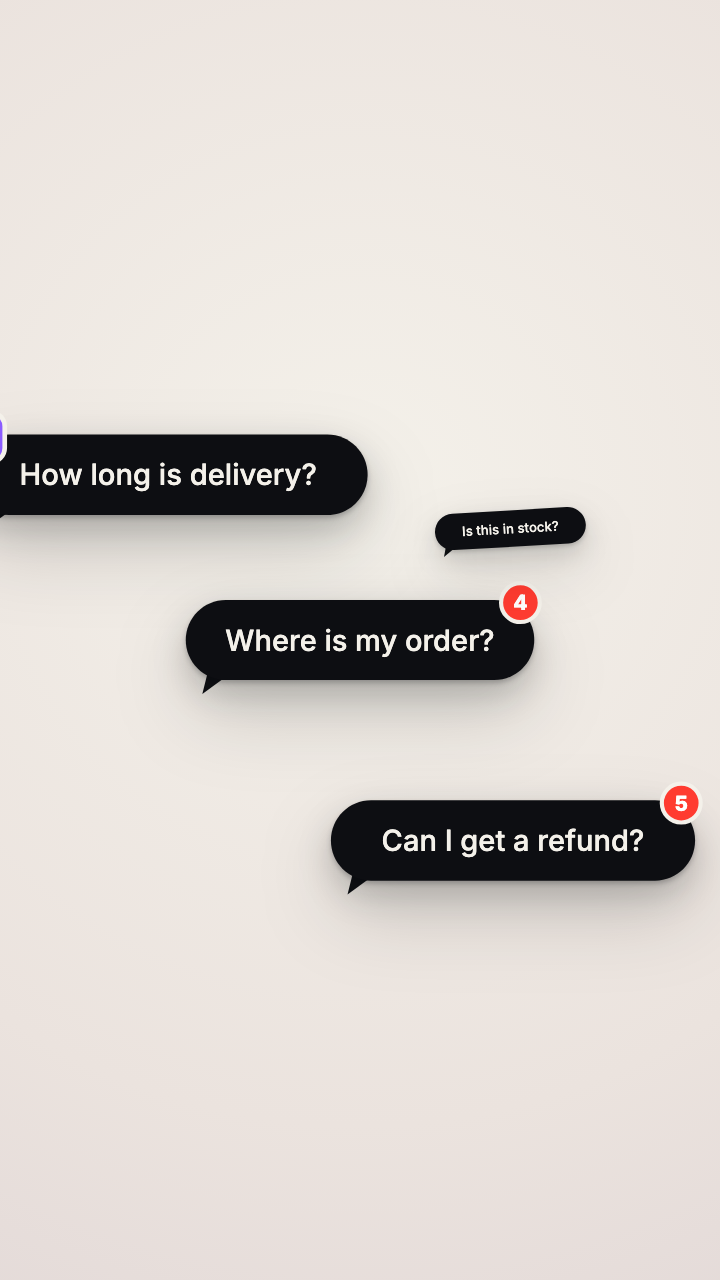 How long is delivery?
Is this in stock?
4
Where is my order?
5
Can I get a refund?